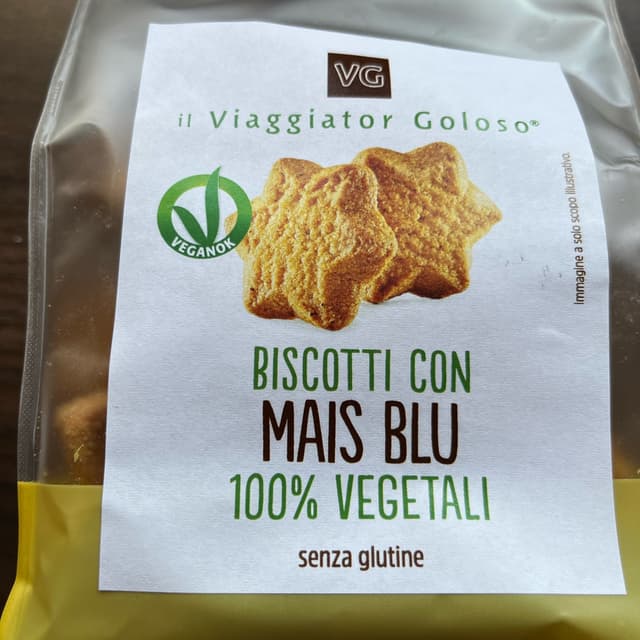 VG
il Viaggiator Goloso®
VEGANOK
Immagine a solo scopo illustrativo.
BISCOTTI CON
MAIS BLU
100% VEGETALI
senza glutine